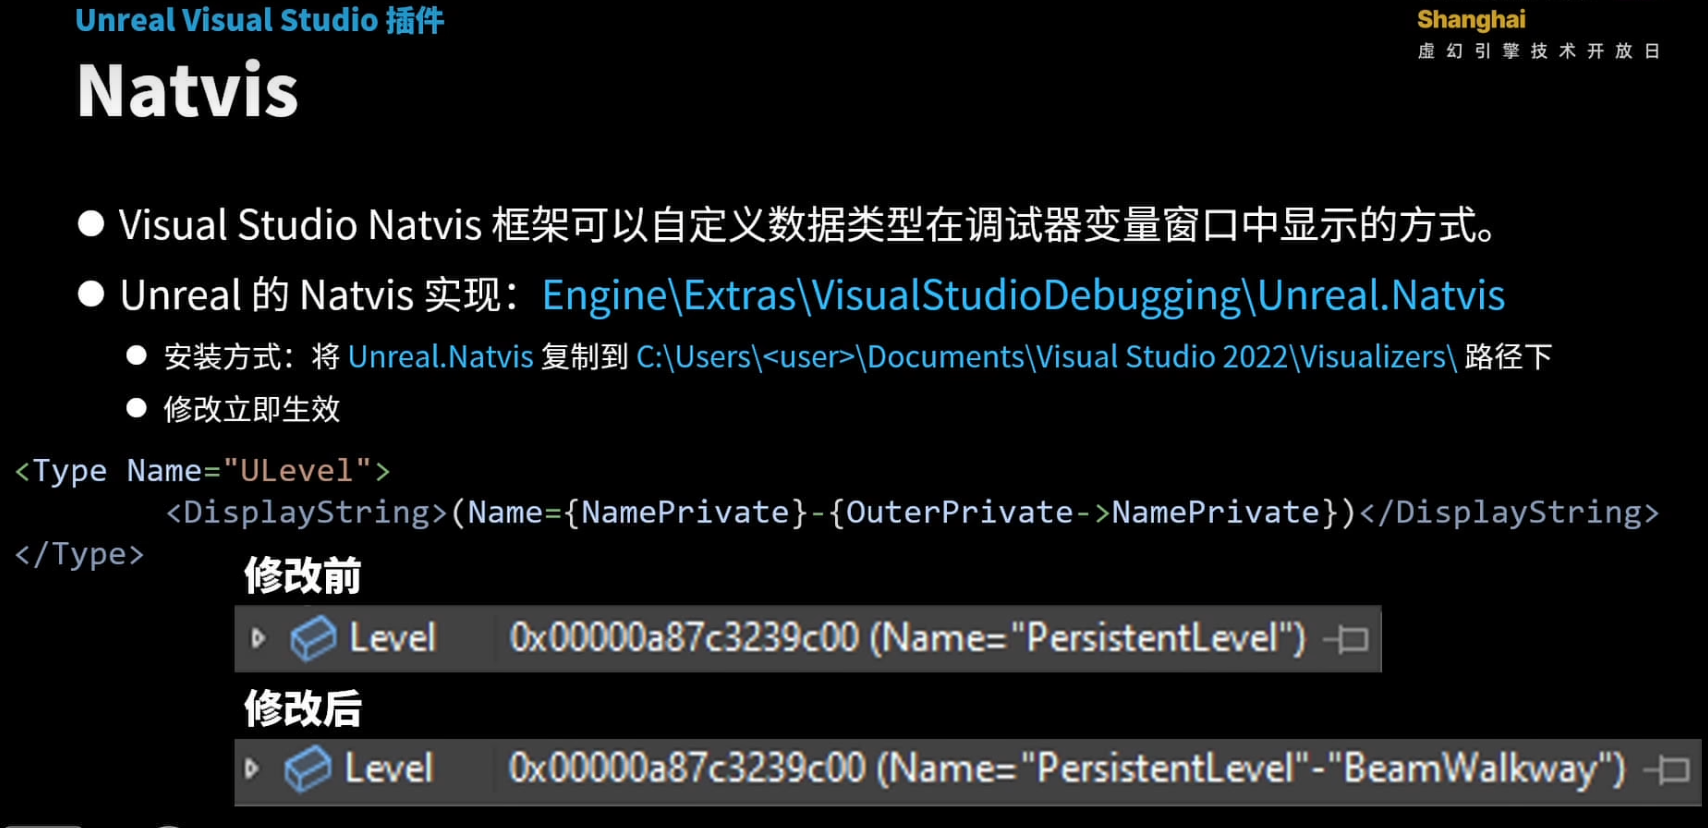 Unreal Visual Studio 插件
Shanghai
虚幻引擎技术开放日
Natvis
Visual Studio Natvis 框架可以自定义数据类型在调试器变量窗口中显示的方式。
Unreal 的 Natvis 实现：Engine\Extras\VisualStudioDebugging\Unreal.Natvis
安装方式：将 Unreal.Natvis 复制到 C:\Users\<user>\Documents\Visual Studio 2022\Visualizers\ 路径下
修改立即生效
<Type Name="ULevel">
<DisplayString>(Name={NamePrivate}-{OuterPrivate->NamePrivate})</DisplayString>
</Type>
修改前
Level 0x00000a87c3239c00 (Name="PersistentLevel")
修改后
Level 0x00000a87c3239c00 (Name="PersistentLevel"-"BeamWalkway")